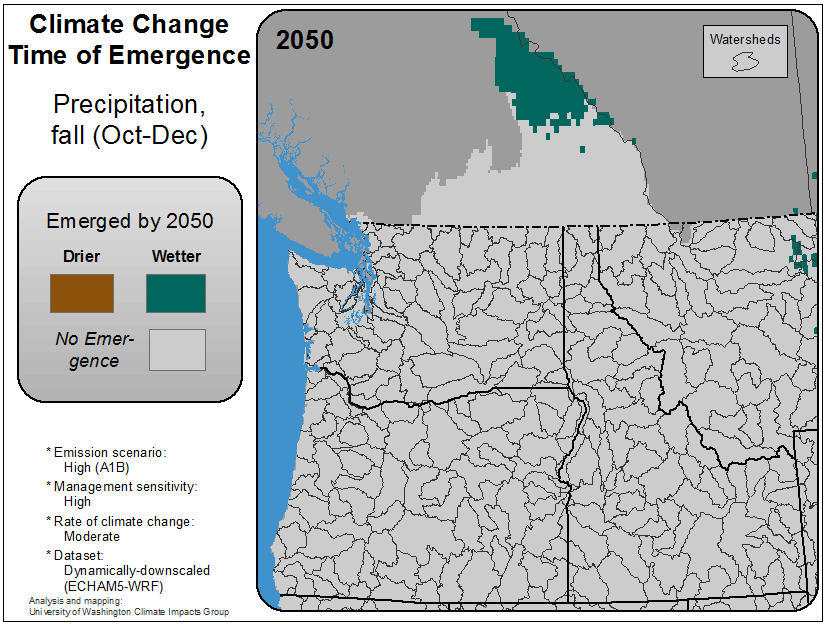 Climate Change
Time of Emergence
Precipitation,
fall (Oct-Dec)
Emerged by 2050
Drier Wetter
No Emer-
gence
* Emission scenario:
High (A1B)
* Management sensitivity:
High
* Rate of climate change:
Moderate
* Dataset:
Dynamically-downscaled
(ECHAM5-WRF)
Analysis and mapping:
University of Washington Climate Impacts Group
2050
Watersheds